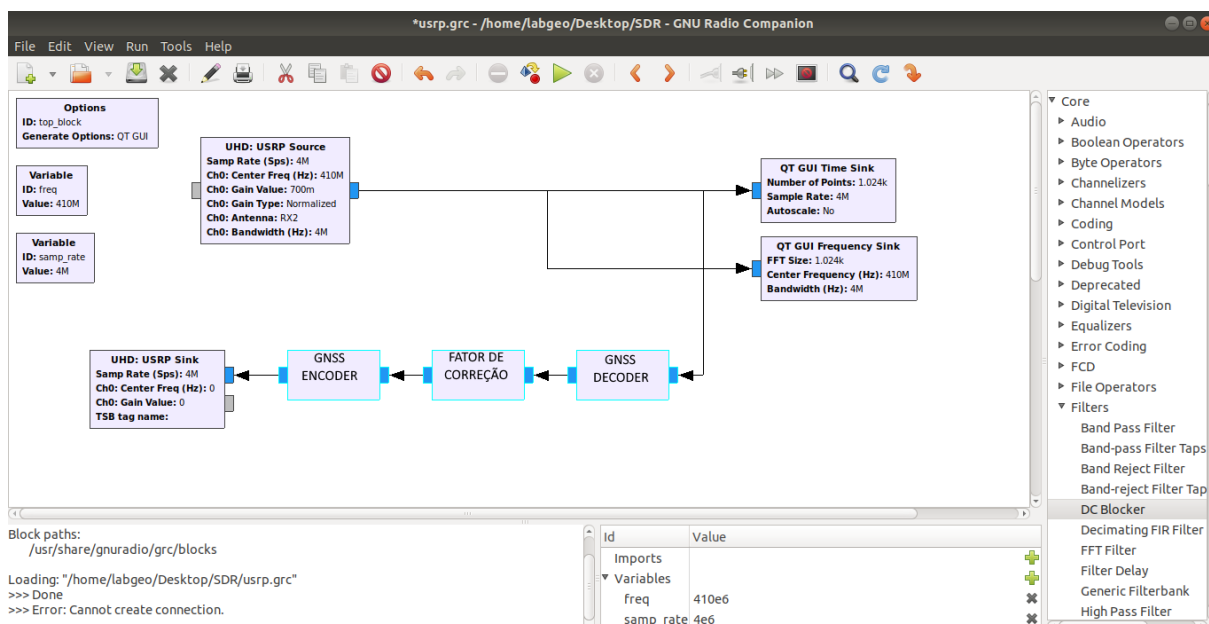 *usrp.grc - /home/labgeo/Desktop/SDR - GNU Radio Companion
File Edit View Run Tools Help
Options
ID: top_block
Generate Options: QT GUI
Variable
ID: freq
Value: 410M
Variable
ID: samp_rate
Value: 4M
UHD: USRP Source
Samp Rate (Sps): 4M
Ch0: Center Freq (Hz): 410M
Ch0: Gain Value: 700m
Ch0: Gain Type: Normalized
Ch0: Antenna: RX2
Ch0: Bandwidth (Hz): 4M
QT GUI Time Sink
Number of Points: 1.024k
Sample Rate: 4M
Autoscale: No
QT GUI Frequency Sink
FFT Size: 1.024k
Center Frequency (Hz): 410M
Bandwidth (Hz): 4M
UHD: USRP Sink
Samp Rate (Sps): 4M
Ch0: Center Freq (Hz): 0
Ch0: Gain Value: 0
TSB tag name:
GNSS
ENCODER
FATOR DE
CORREÇÃO
GNSS
DECODER
Core
Audio
Boolean Operators
Byte Operators
Channelizers
Channel Models
Coding
Control Port
Debug Tools
Deprecated
Digital Television
Equalizers
Error Coding
FCD
File Operators
Filters
Band Pass Filter
Band-pass Filter Taps
Band Reject Filter
Band-reject Filter Tap
DC Blocker
Decimating FIR Filter
FFT Filter
Filter Delay
Generic Filterbank
High Pass Filter
Block paths:
/usr/share/gnuradio/grc/blocks
Loading: "/home/labgeo/Desktop/SDR/usrp.grc"
>>> Done
>>> Error: Cannot create connection.
Id Value
Imports
Variables
freq 410e6
samp_rate 4e6